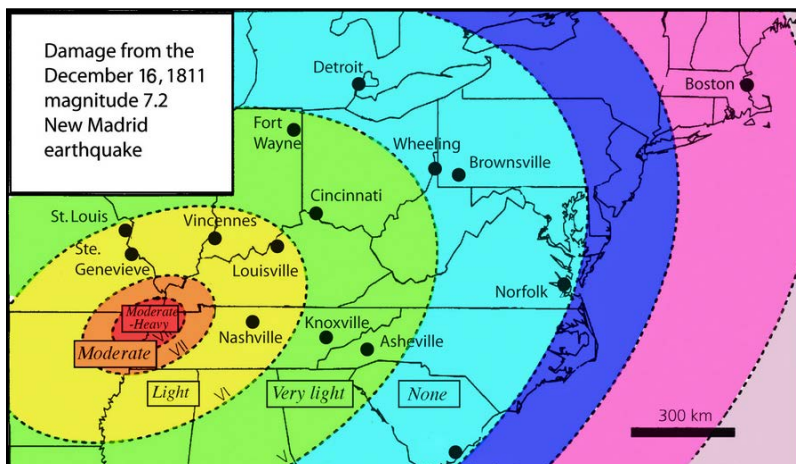 Damage from the
December 16, 1811
magnitude 7.2
New Madrid
earthquake
Detroit
Boston
Fort
Wayne
Wheeling
Brownsville
Cincinnati
St. Louis
Vincennes
Ste.
Genevieve
Louisville
Norfolk
Moderate
-Heavy
VIII
VII
Moderate
Nashville
Knoxville
Asheville
Light
VI
Very light
None
V
300 km